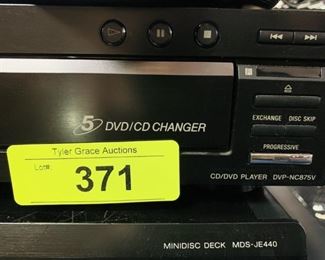 5 DVD/CD CHANGER
EXCHANGE DISC SKIP
PROGRESSIVE
Tyler Grace Auctions
Lot#:
371
CD/DVD PLAYER DVP-NC875V
MINIDISC DECK MDS-JE440